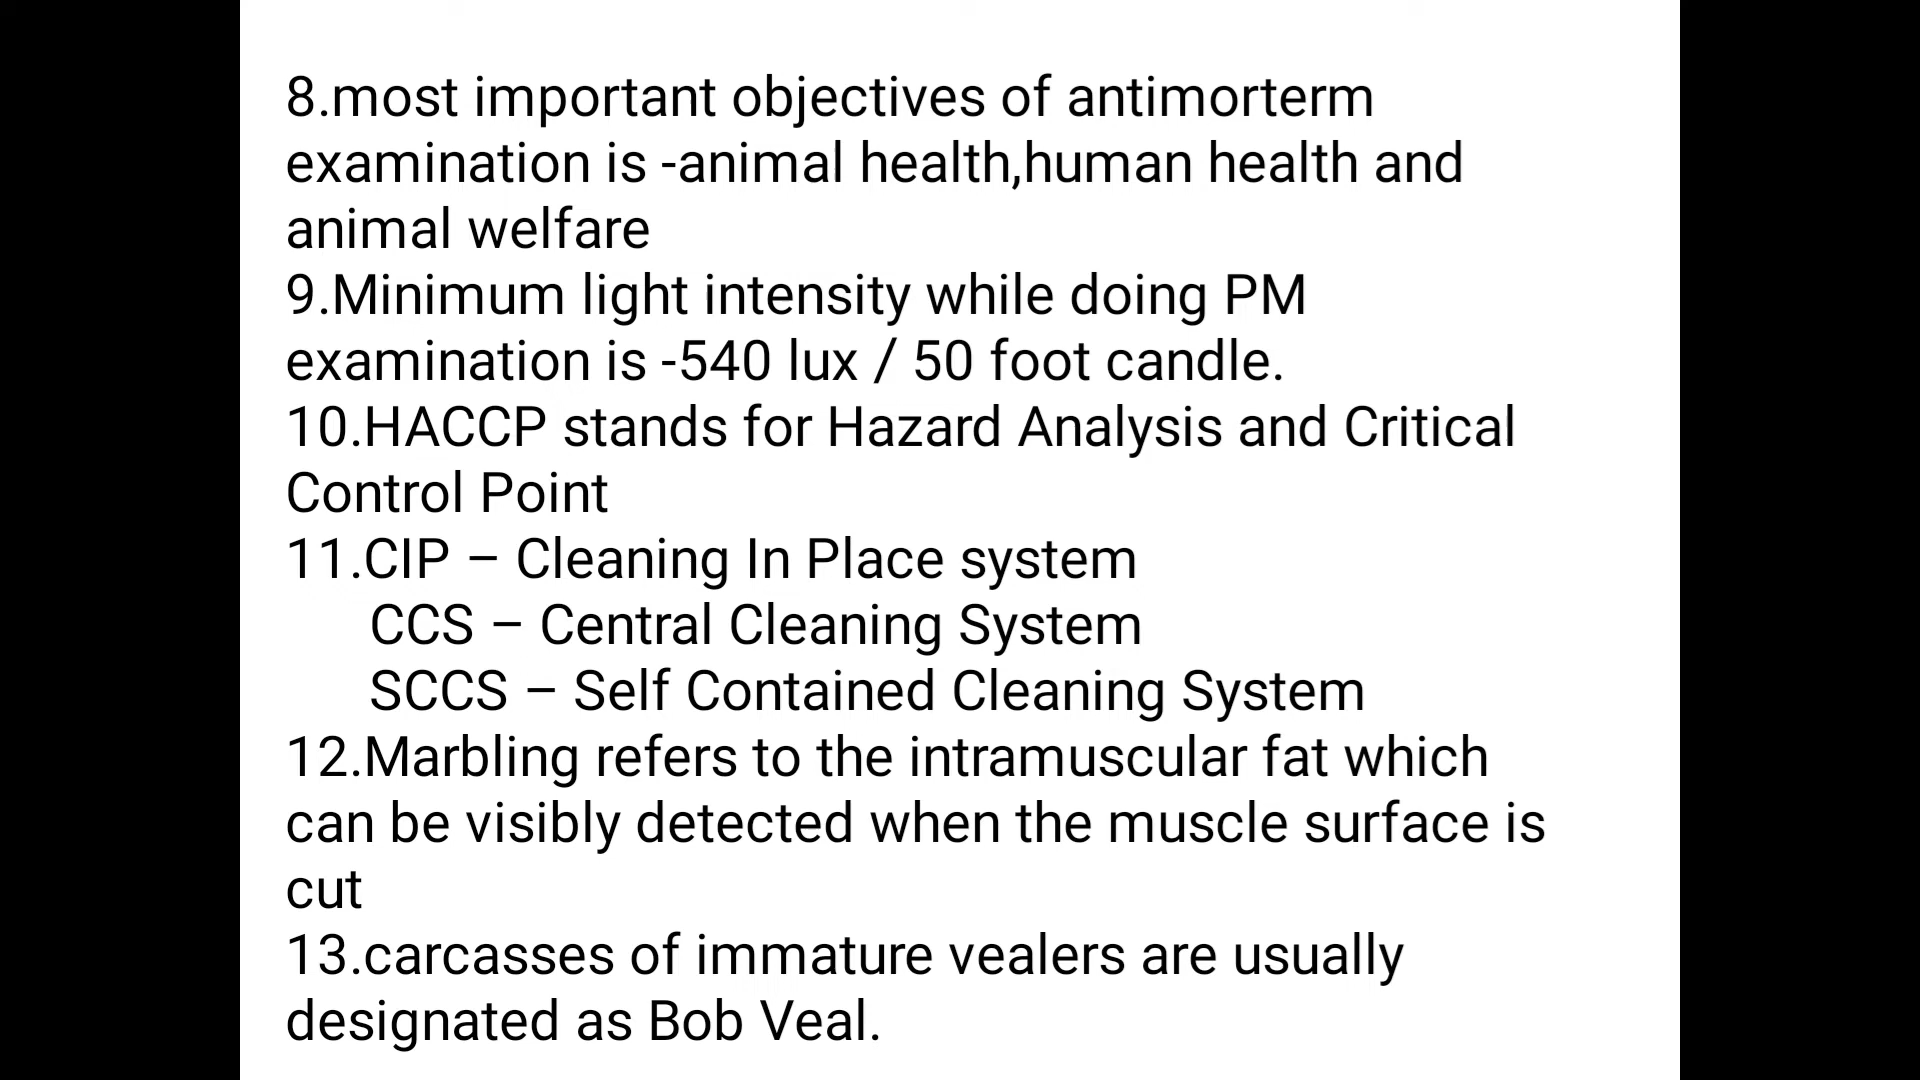 8.most important objectives of antimorterm
examination is -animal health,human health and
animal welfare
9.Minimum light intensity while doing PM
examination is -540 lux / 50 foot candle.
10.HACCP stands for Hazard Analysis and Critical
Control Point
11.CIP – Cleaning In Place system
CCS – Central Cleaning System
SCCS – Self Contained Cleaning System
12.Marbling refers to the intramuscular fat which
can be visibly detected when the muscle surface is
cut
13.carcasses of immature vealers are usually
designated as Bob Veal.